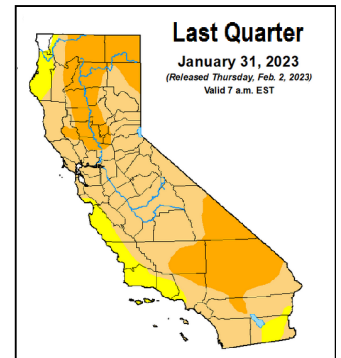 Last Quarter
January 31, 2023
(Released Thursday, Feb. 2, 2023)
Valid 7 a.m. EST